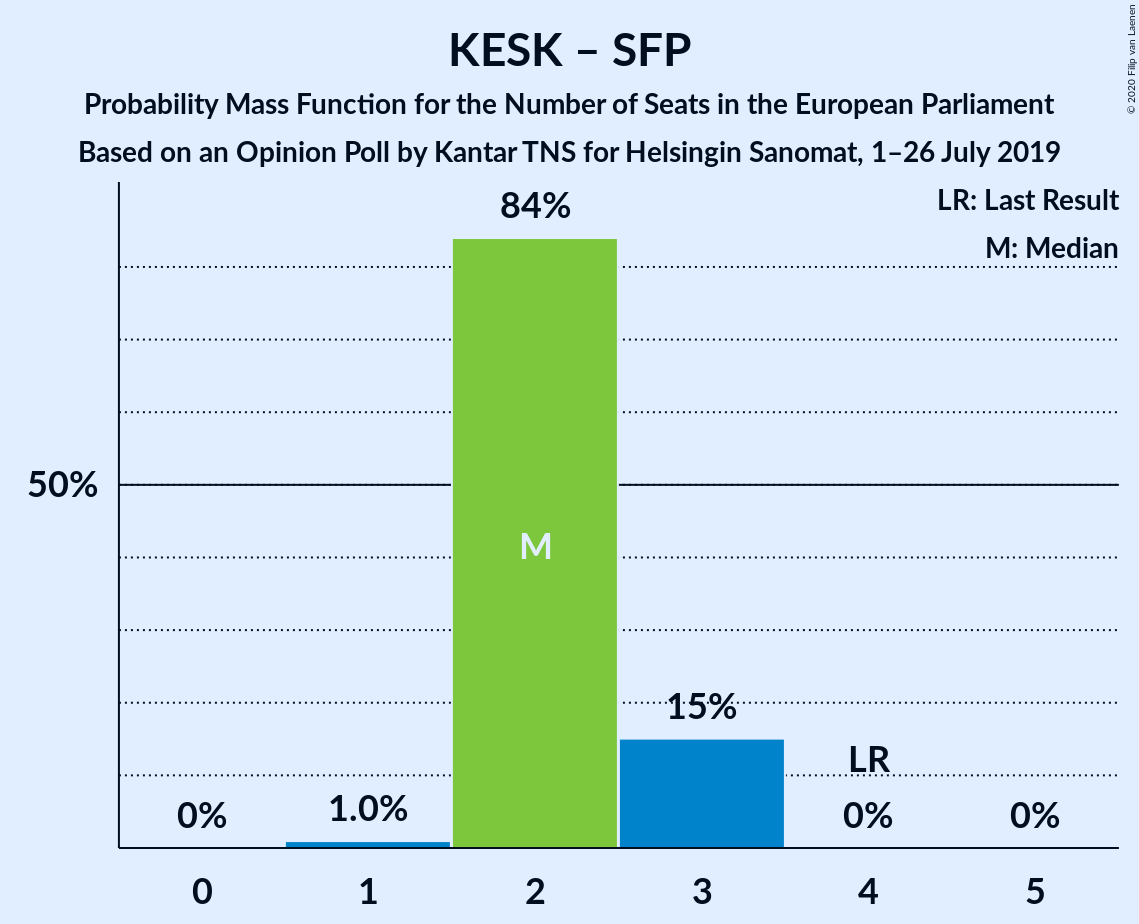 KESK – SFP
Probability Mass Function for the Number of Seats in the European Parliament
Based on an Opinion Poll by Kantar TNS for Helsingin Sanomat, 1–26 July 2019
© 2020 Filip van Laenen
LR: Last Result
M: Median
84%
50%
M
15%
LR
0%
1.0%
0%
0%
0
1
2
3
4
5